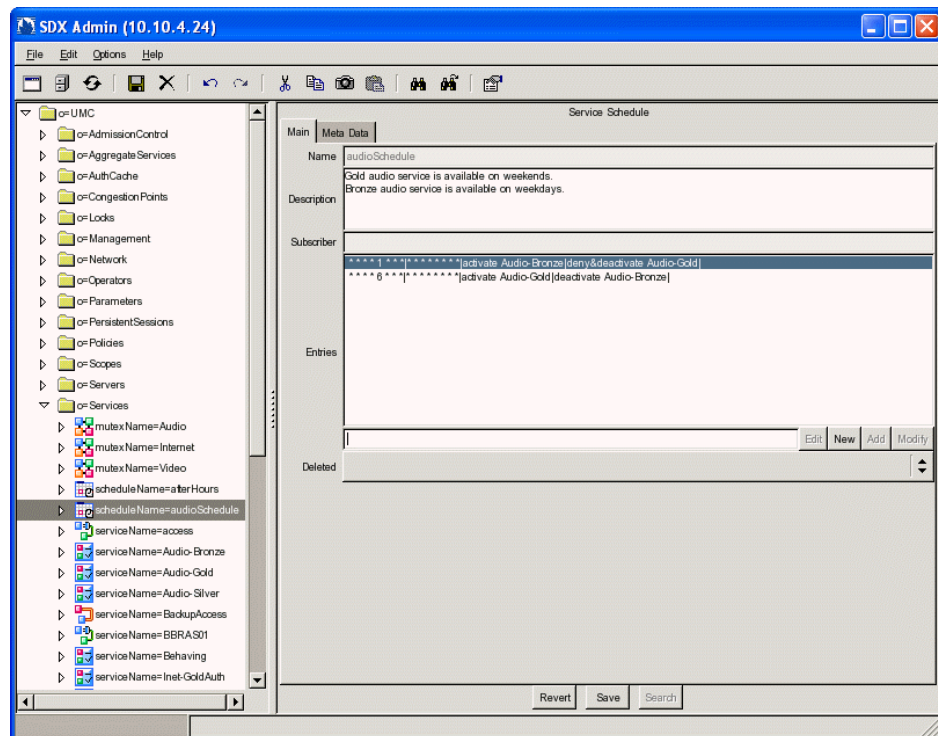 SDX Admin (10.10.4.24)
File Edit Options Help
o=UMC
o=AdmissionControl
o=AggregateServices
o=AuthCache
o=CongestionPoints
o=Locks
o=Management
o=Network
o=Operators
o=Parameters
o=PersistentSessions
o=Policies
o=Scopes
o=Servers
o=Services
mutexName=Audio
mutexName=Internet
mutexName=Video
scheduleName=afterHours
scheduleName=audioSchedule
serviceName=access
serviceName=Audio-Bronze
serviceName=Audio-Gold
serviceName=Audio-Silver
serviceName=BackupAccess
serviceName=BBRAS01
serviceName=Behaving
serviceName=Inet-GoldAuth
Service Schedule
Main Meta Data
Name audioSchedule
Description
Gold audio service is available on weekends.
Bronze audio service is available on weekdays.
Subscriber
Entries
* * * * 1 * * *|* * * * * * * *|activate Audio-Bronze|deny&deactivate Audio-Gold|
* * * * 6 * * *|* * * * * * * *|activate Audio-Gold|deactivate Audio-Bronze|
Edit New Add Modify
Deleted
Revert Save Search